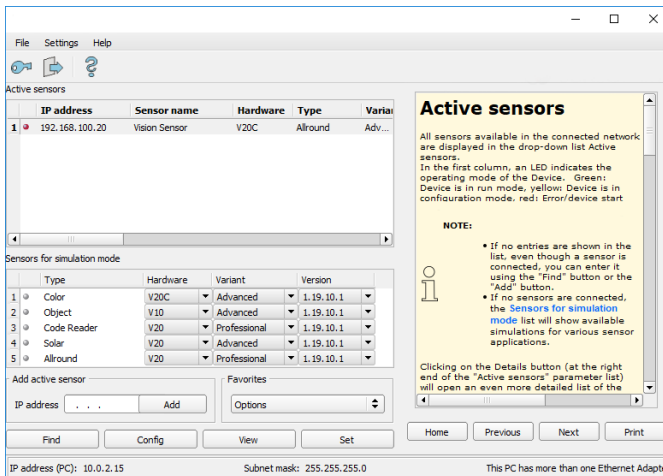 File Settings Help
Active sensors
IP address Sensor name Hardware Type Varia
1 192.168.100.20 Vision Sensor V20C Allround Adv...
Sensors for simulation mode
Type Hardware Variant Version
1 Color V20C Advanced 1.19.10.1
2 Object V10 Advanced 1.19.10.1
3 Code Reader V20 Professional 1.19.10.1
4 Solar V20 Advanced 1.19.10.1
5 Allround V20 Professional 1.19.10.1
Add active sensor
IP address . . . Add
Favorites
Options
Find Config View Set
Active sensors
All sensors available in the connected network
are displayed in the drop-down list Active
sensors.
In the first column, an LED indicates the
operating mode of the Device. Green:
Device is in run mode, yellow: Device is in
configuration mode, red: Error/device start
NOTE:
• If no entries are shown in the
list, even though a sensor is
connected, you can enter it
using the "Find" button or the
"Add" button.
• If no sensors are connected,
the Sensors for simulation
mode list will show available
simulations for various sensor
applications.
Clicking on the Details button (at the right
end of the "Active sensors" parameter list)
will open an even more detailed list of the
Home Previous Next Print
IP address (PC): 10.0.2.15 Subnet mask: 255.255.255.0 This PC has more than one Ethernet Adapte